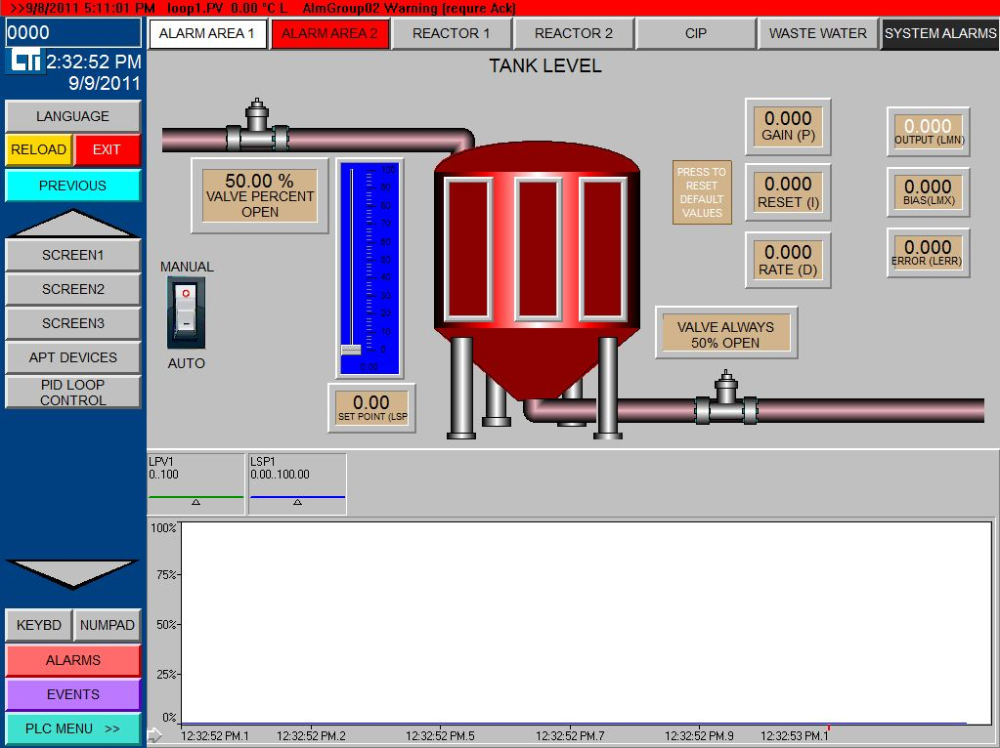 >>9/8/2011 5:11:01 PM loop1.PV 0.00 °C L AlmGroup02 Warning (requre Ack)
0000
CTi 2:32:52 PM
9/9/2011
ALARM AREA 1
ALARM AREA 2
REACTOR 1
REACTOR 2
CIP
WASTE WATER
SYSTEM ALARMS
LANGUAGE
RELOAD
EXIT
PREVIOUS
SCREEN1
SCREEN2
SCREEN3
APT DEVICES
PID LOOP
CONTROL
KEYBD
NUMPAD
ALARMS
EVENTS
PLC MENU >>
TANK LEVEL
50.00 %
VALVE PERCENT
OPEN
MANUAL
AUTO
100
90
80
70
60
50
40
30
20
10
0
0.00
0.00
SET POINT (LSP
PRESS TO
RESET
DEFAULT
VALUES
0.000
GAIN (P)
0.000
RESET (I)
0.000
RATE (D)
0.000
OUTPUT (LMN)
0.000
BIAS(LMX)
0.000
ERROR (LERR)
VALVE ALWAYS
50% OPEN
LPV1
0..100
LSP1
0.00..100.00
100%
75%
50%
25%
0%
12:32:52 PM.1
12:32:52 PM.2
12:32:52 PM.5
12:32:52 PM.7
12:32:52 PM.9
12:32:53 PM.1